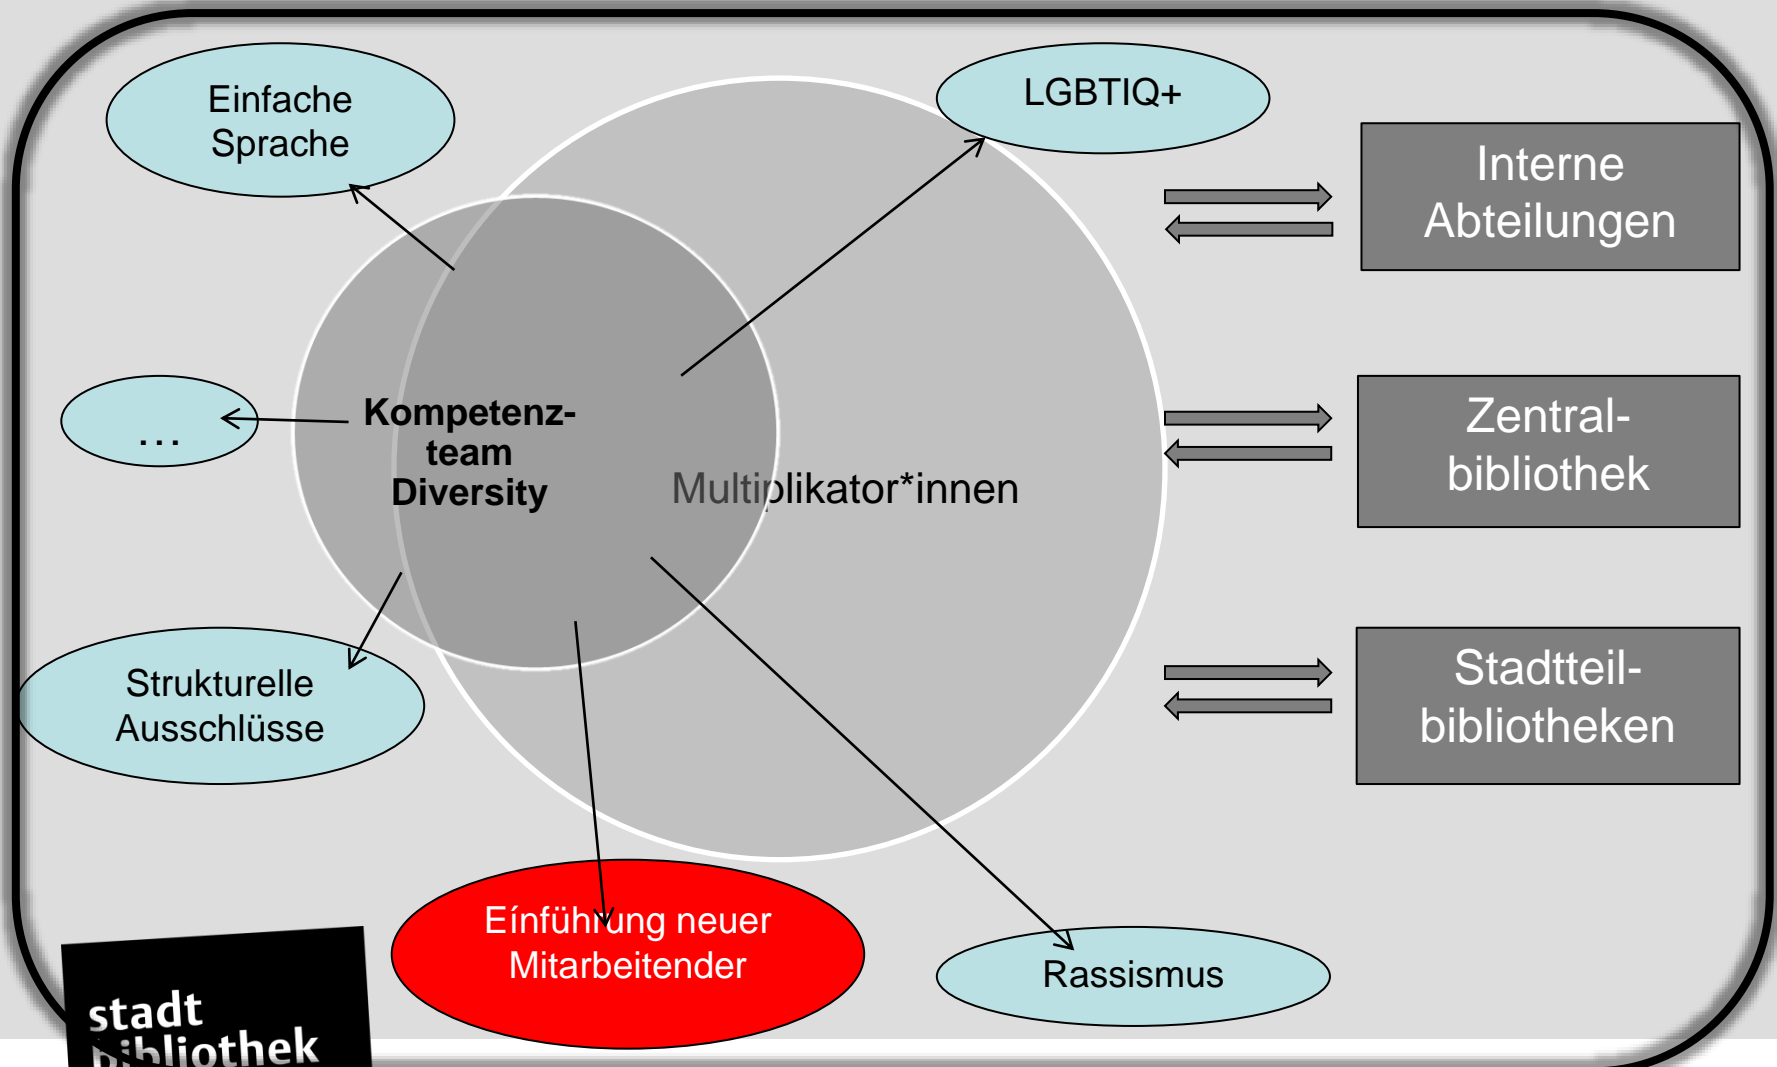 Einfache
Sprache
LGBTIQ+
Interne
Abteilungen
...
Kompetenz-
team
Diversity
Multiplikator*innen
Zentral-
bibliothek
Strukturelle
Ausschlüsse
Stadtteil-
bibliotheken
Eínführung neuer
Mitarbeitender
Rassismus
stadt
bibliothek